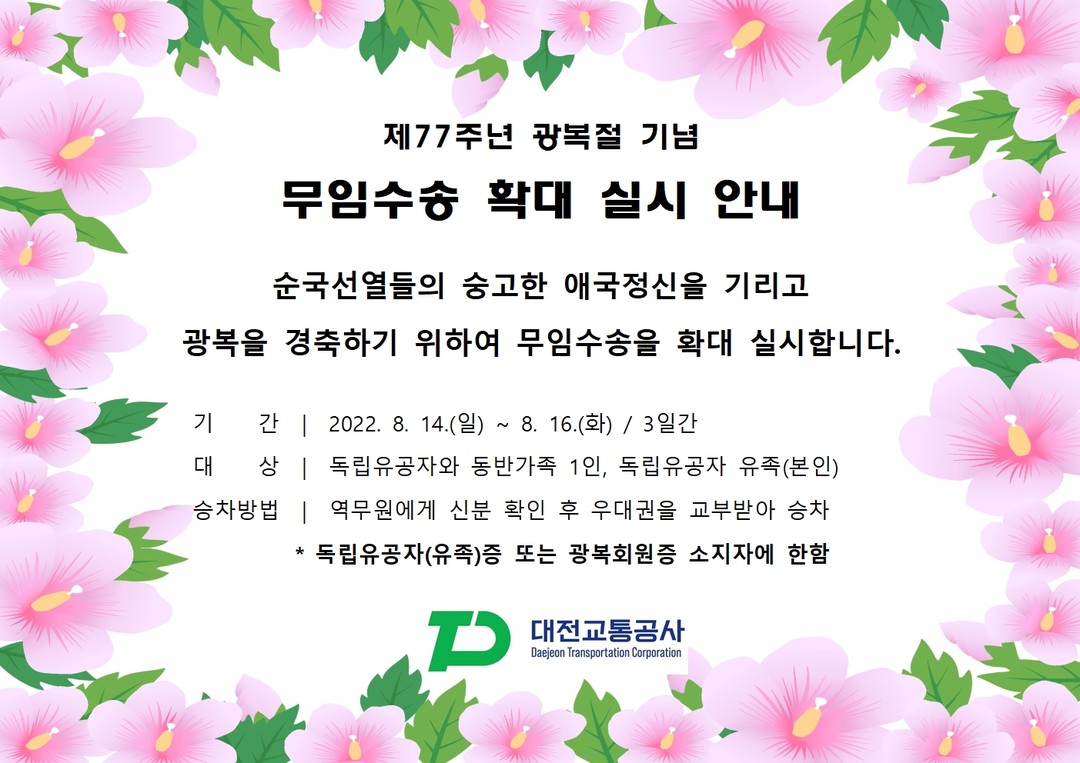 제77주년 광복절 기념
무임수송 확대 실시 안내
순국선열들의 숭고한 애국정신을 기리고
광복을 경축하기 위하여 무임수송을 확대 실시합니다.
기 간 | 2022. 8. 14.(일) ~ 8. 16.(화) / 3일간
대 상 | 독립유공자와 동반가족 1인, 독립유공자 유족(본인)
승차방법 | 역무원에게 신분 확인 후 우대권을 교부받아 승차
* 독립유공자(유족)증 또는 광복회원증 소지자에 한함
대전교통공사
Daejeon Transportation Corporation